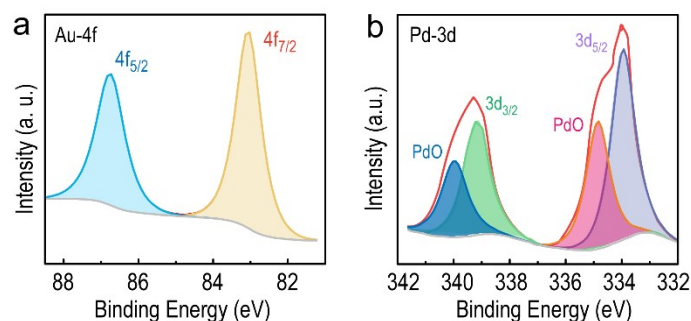 a
Au-4f
4f5/2
4f7/2
Intensity (a. u.)
88 86 84 82
Binding Energy (eV)
b
Pd-3d
3d5/2
3d3/2
PdO
PdO
Intensity (a.u.)
342 340 338 336 334 332
Binding Energy (eV)